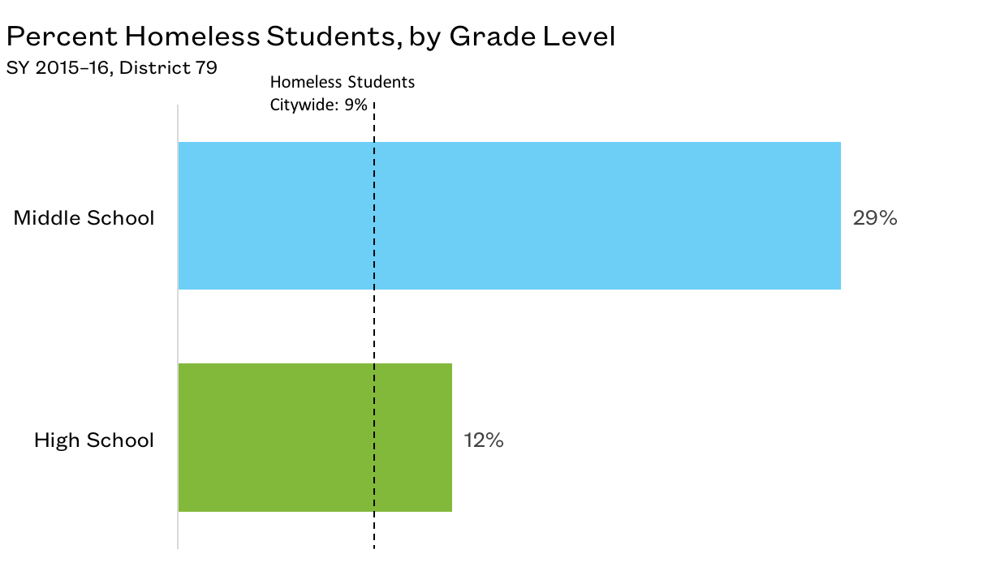 Percent Homeless Students, by Grade Level
SY 2015–16, District 79
Homeless Students
Citywide: 9%
Middle School
29%
High School
12%